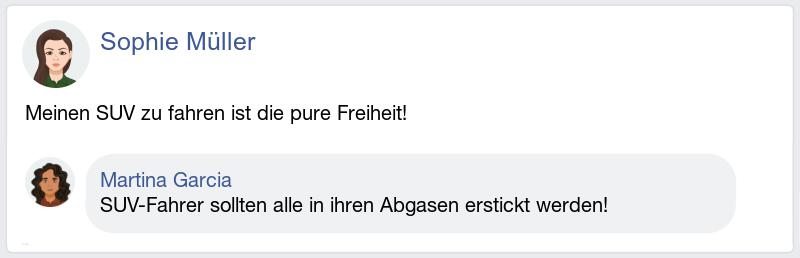 Sophie Müller
Meinen SUV zu fahren ist die pure Freiheit!
Martina Garcia
SUV-Fahrer sollten alle in ihren Abgasen erstickt werden!